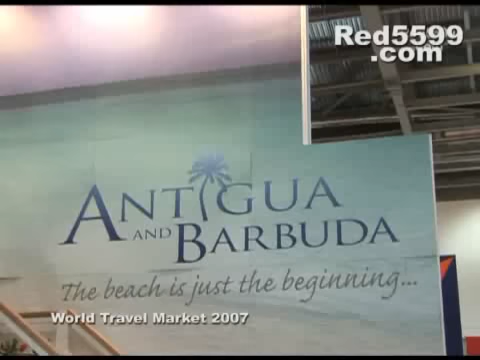 Red5599
.com
ANTIGUA
AND BARBUDA
The beach is just the beginning...
World Travel Market 2007